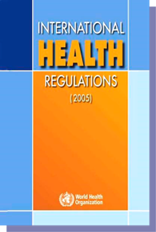 INTERNATIONAL
HEALTH
REGULATIONS
(2005)
World Health
Organization